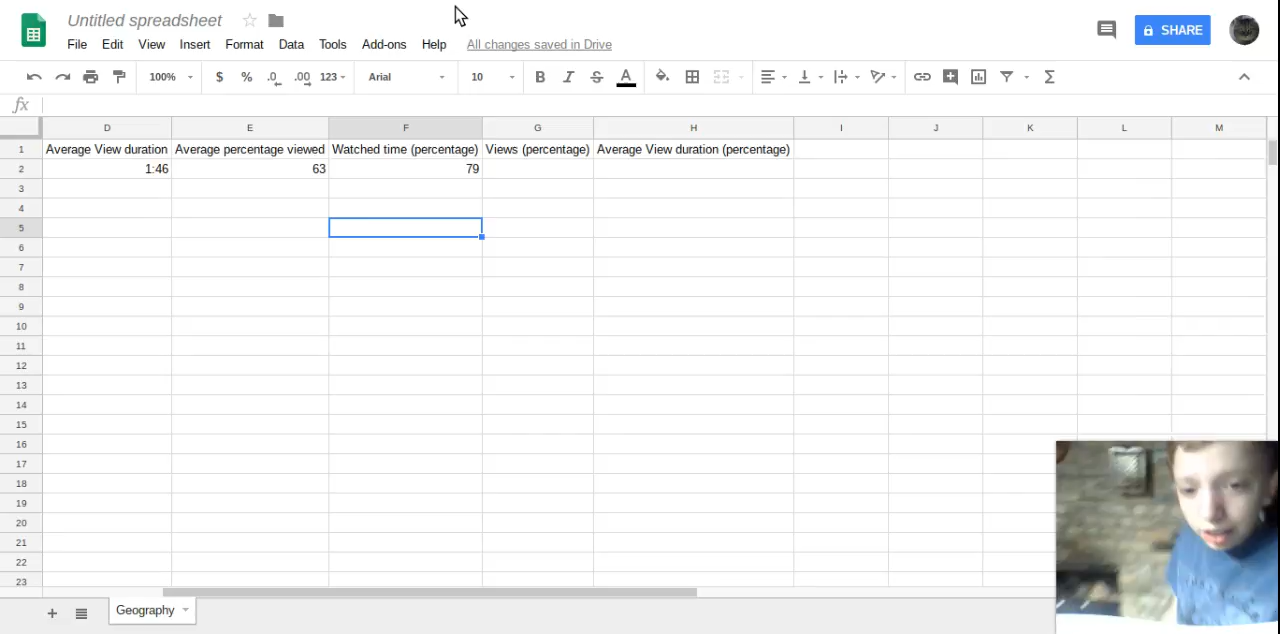 Untitled spreadsheet
File Edit View Insert Format Data Tools Add-ons Help All changes saved in Drive
SHARE
100% $ % .0 .00 123 Arial 10 B I S A Σ
fx
D E F G H I J K L M
1 Average View duration Average percentage viewed Watched time (percentage) Views (percentage) Average View duration (percentage)
2 1:46 63 79
3
4
5
6
7
8
9
10
11
12
13
14
15
16
17
18
19
20
21
22
23
Geography